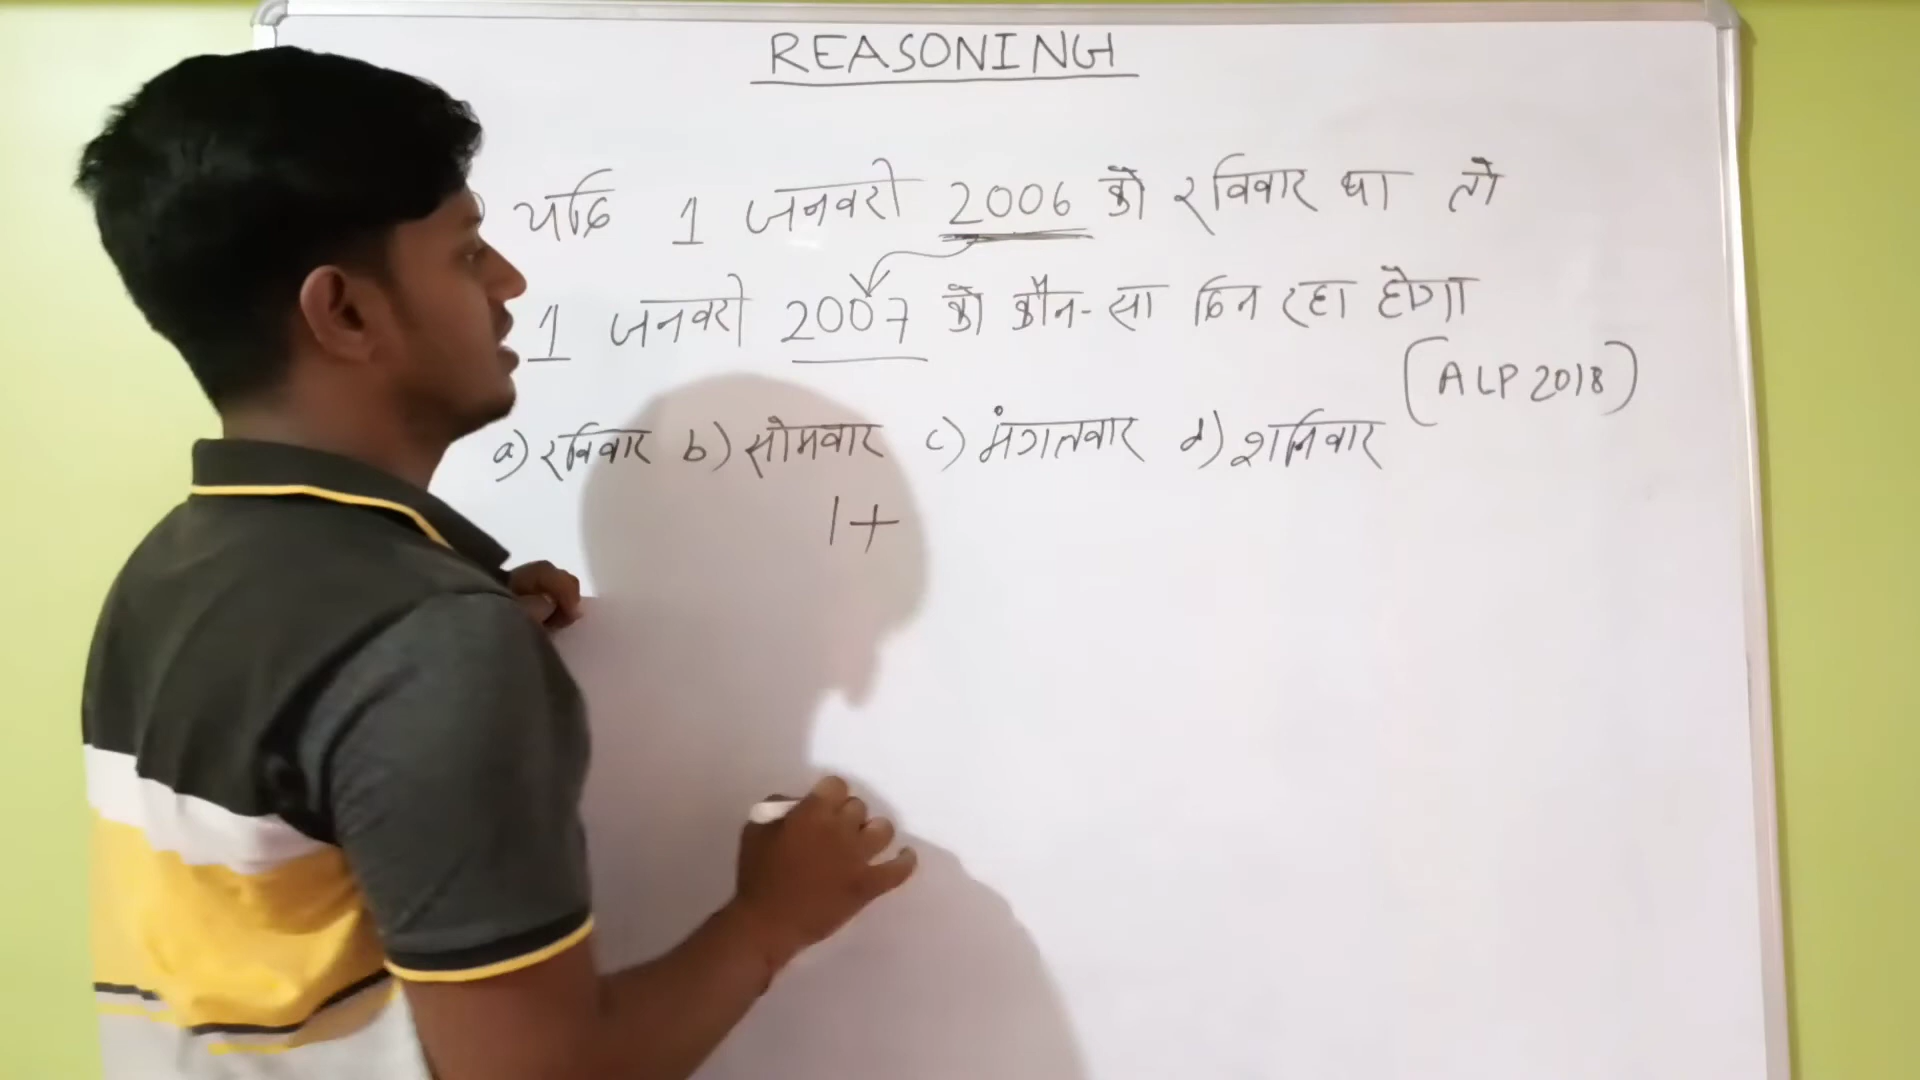 REASONING
यदि 1 जनवरी 2006 को रविवार था तो
1 जनवरी 2007 को कौन-सा दिन रहा होगा
(ALP 2018)
a) रविवार b) सोमवार c) मंगलवार d) शनिवार
1+